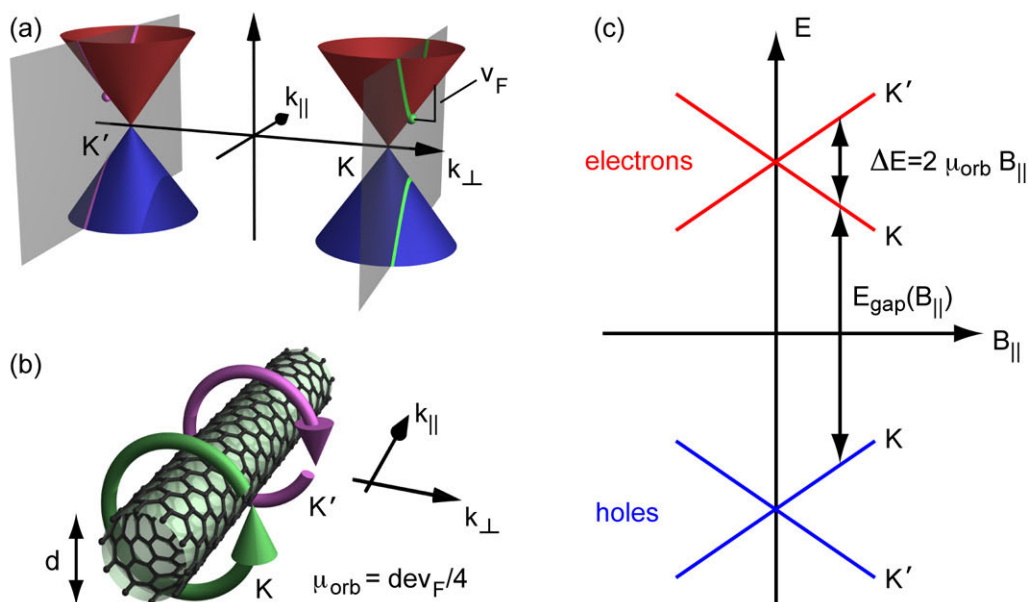 (a)
K′
k||
K
vF
k⊥
(b)
d
K
K′
k||
k⊥
μorb = devF/4
(c)
E
electrons
K′
ΔE=2 μorb B||
K
Egap(B||)
B||
holes
K
K′